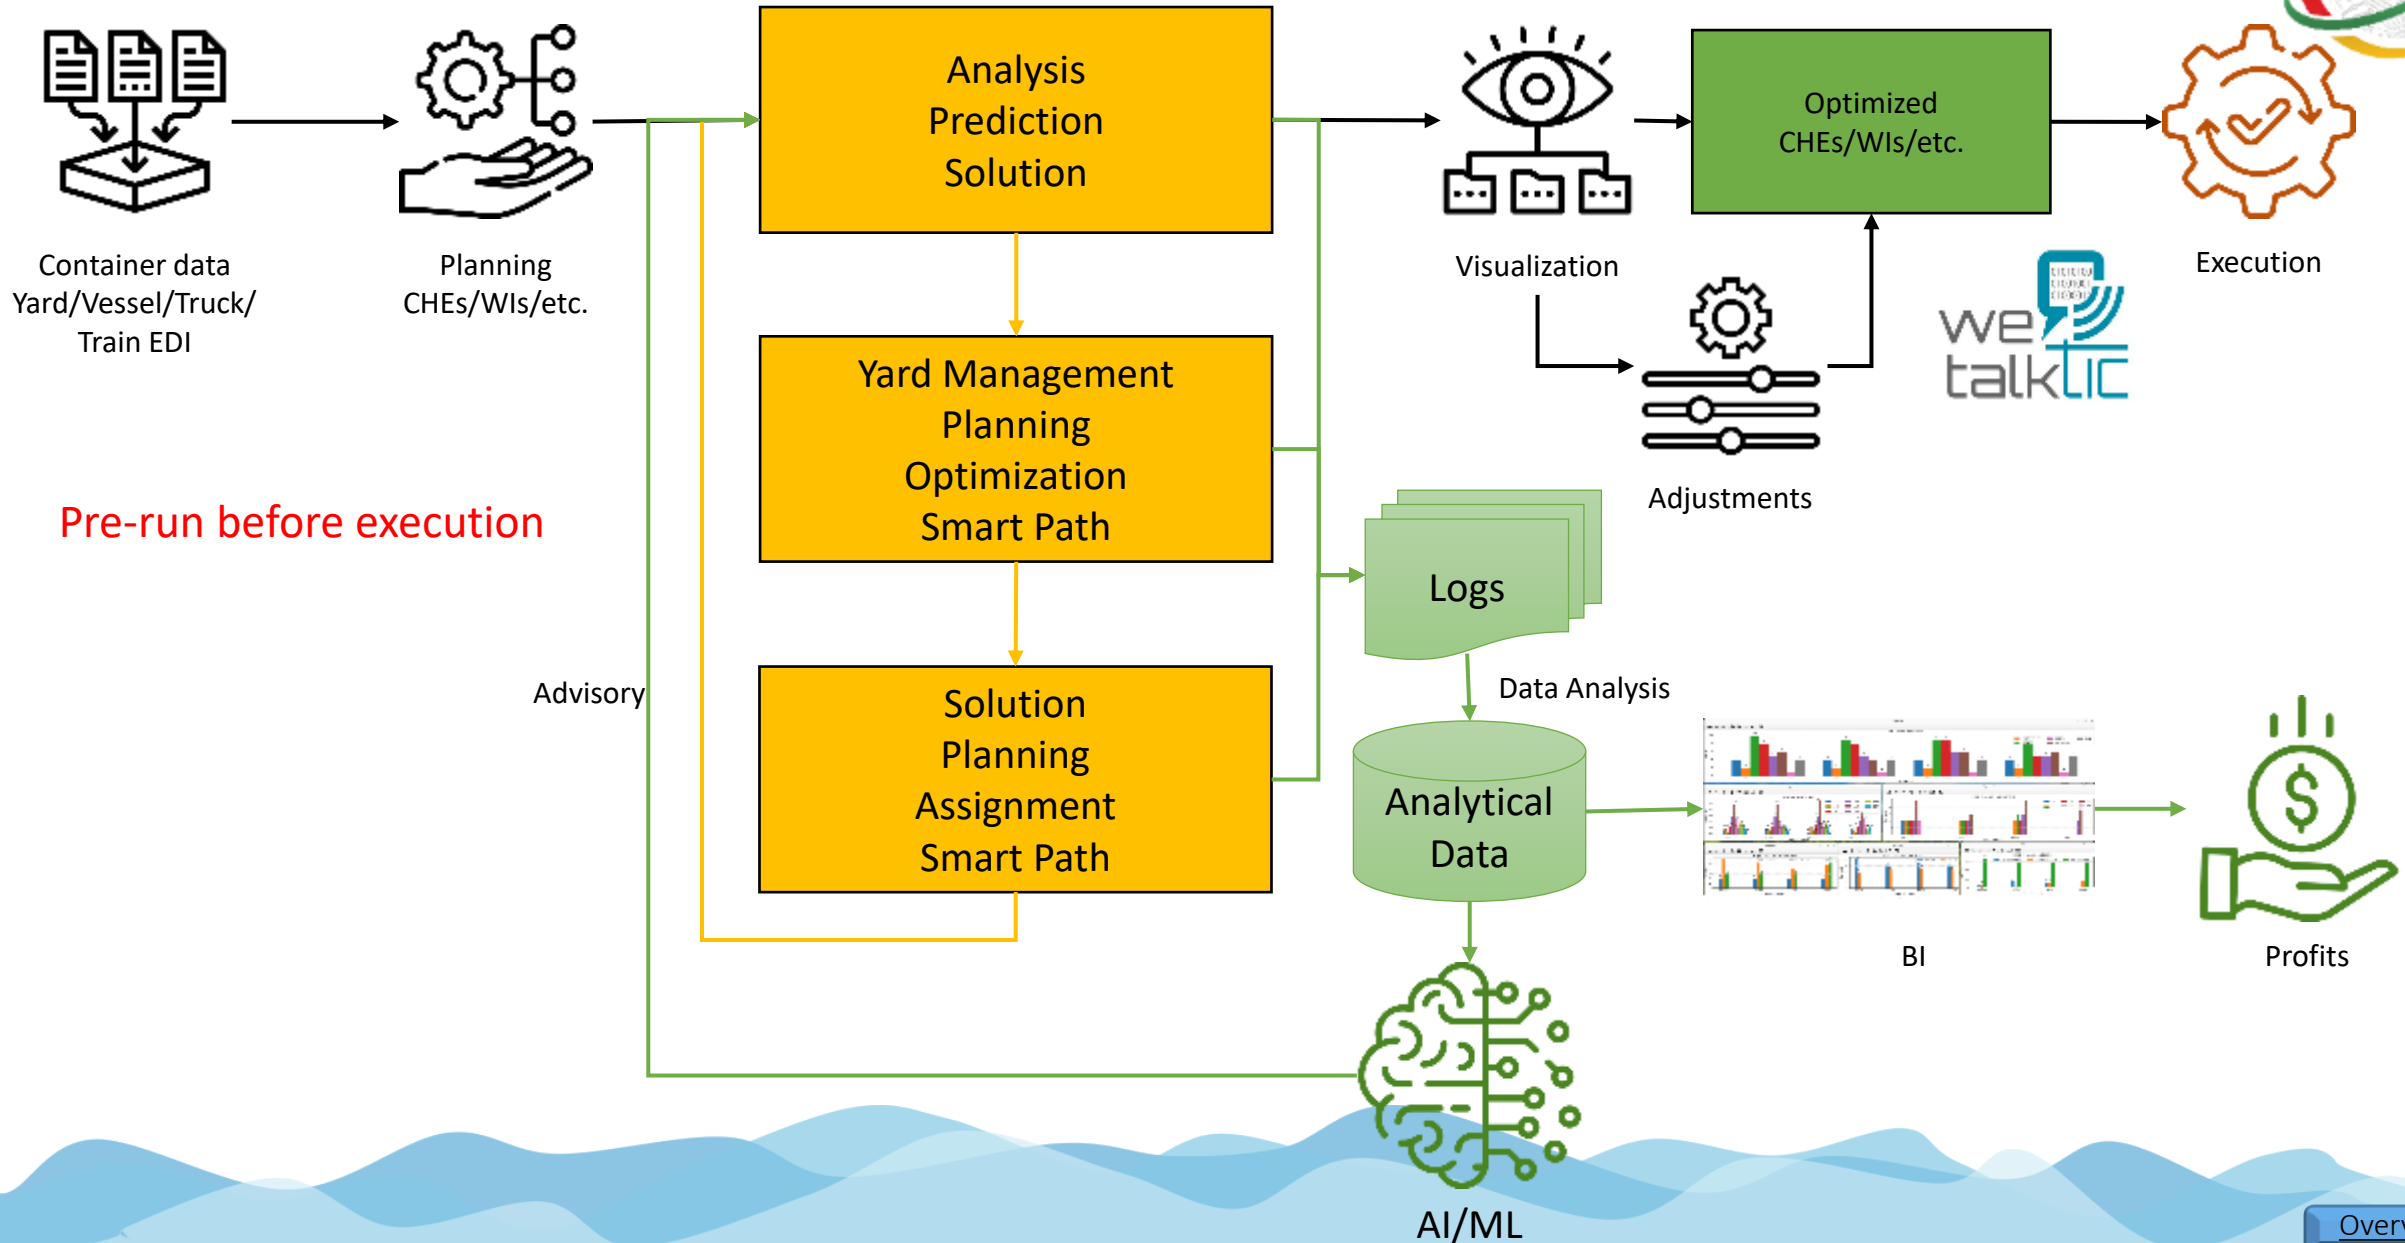 Container data
Yard/Vessel/Truck/
Train EDI
Planning
CHEs/WIs/etc.
Analysis
Prediction
Solution
Visualization
Optimized
CHEs/WIs/etc.
Execution
we
talktic
Adjustments
Pre-run before execution
Yard Management
Planning
Optimization
Smart Path
Logs
Advisory
Solution
Planning
Assignment
Smart Path
Data Analysis
Analytical
Data
BI
Profits
AI/ML